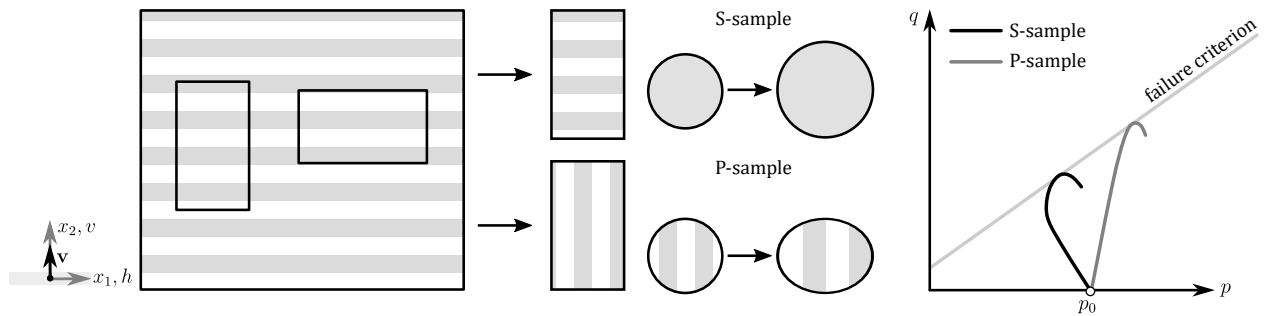 x₂, v
v
x₁, h
S-sample
P-sample
q
S-sample
P-sample
failure criterion
p₀
p